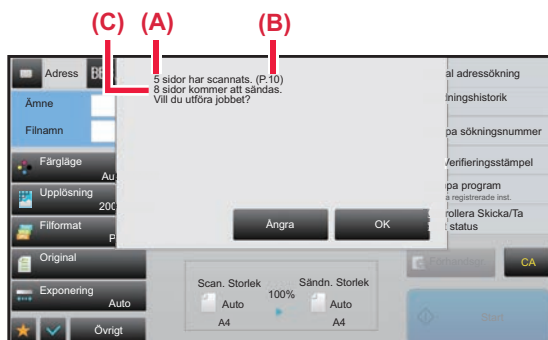 (C) (A) (B)
Adress
5 sidor har scannats. (P.10)
8 sidor kommer att sändas.
Vill du utföra jobbet?
al adressökning
Ämne
Filnamn
ningshistorik
pa sökningsnummer
Färgläge
Au
Verifieringsstämpel
Upplösning
200
pa program
a registrerade inst.
Filformat
P
Ångra
OK
rollera Skicka/Ta
t status
Original
CA
Exponering
Auto
Scan. Storlek
Auto
A4
100%
Sändn. Storlek
Auto
A4
Start
Övrigt